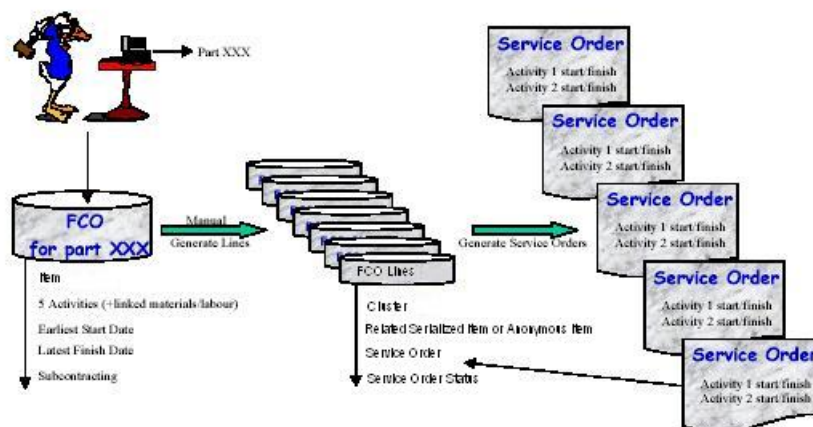 Part XXX
FCO
for part XXX
Item
5 Activities (+linked materials/labour)
Earliest Start Date
Latest Finish Date
Subcontracting
Manual
Generate Lines
FCO Lines
Cluster
Related Serialized Item or Anonymous Item
Service Order
Service Order Status
Generate Service Orders
Service Order
Activity 1 start/finish
Activity 2 start/finish
Service Order
Activity 1 start/finish
Activity 2 start/finish
Service Order
Activity 1 start/finish
Activity 2 start/finish
Service Order
Activity 1 start/finish
Activity 2 start/finish
Service Order
Activity 1 start/finish
Activity 2 start/finish